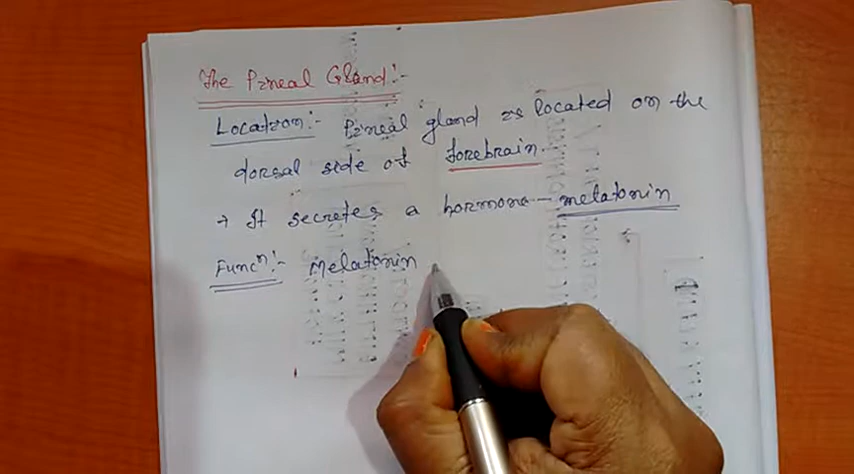 The Pineal Gland:-
Location:- Pineal gland is located on the
dorsal side of forebrain.
→ It secretes a hormone - melatonin
Funcⁿ:- Melatonin